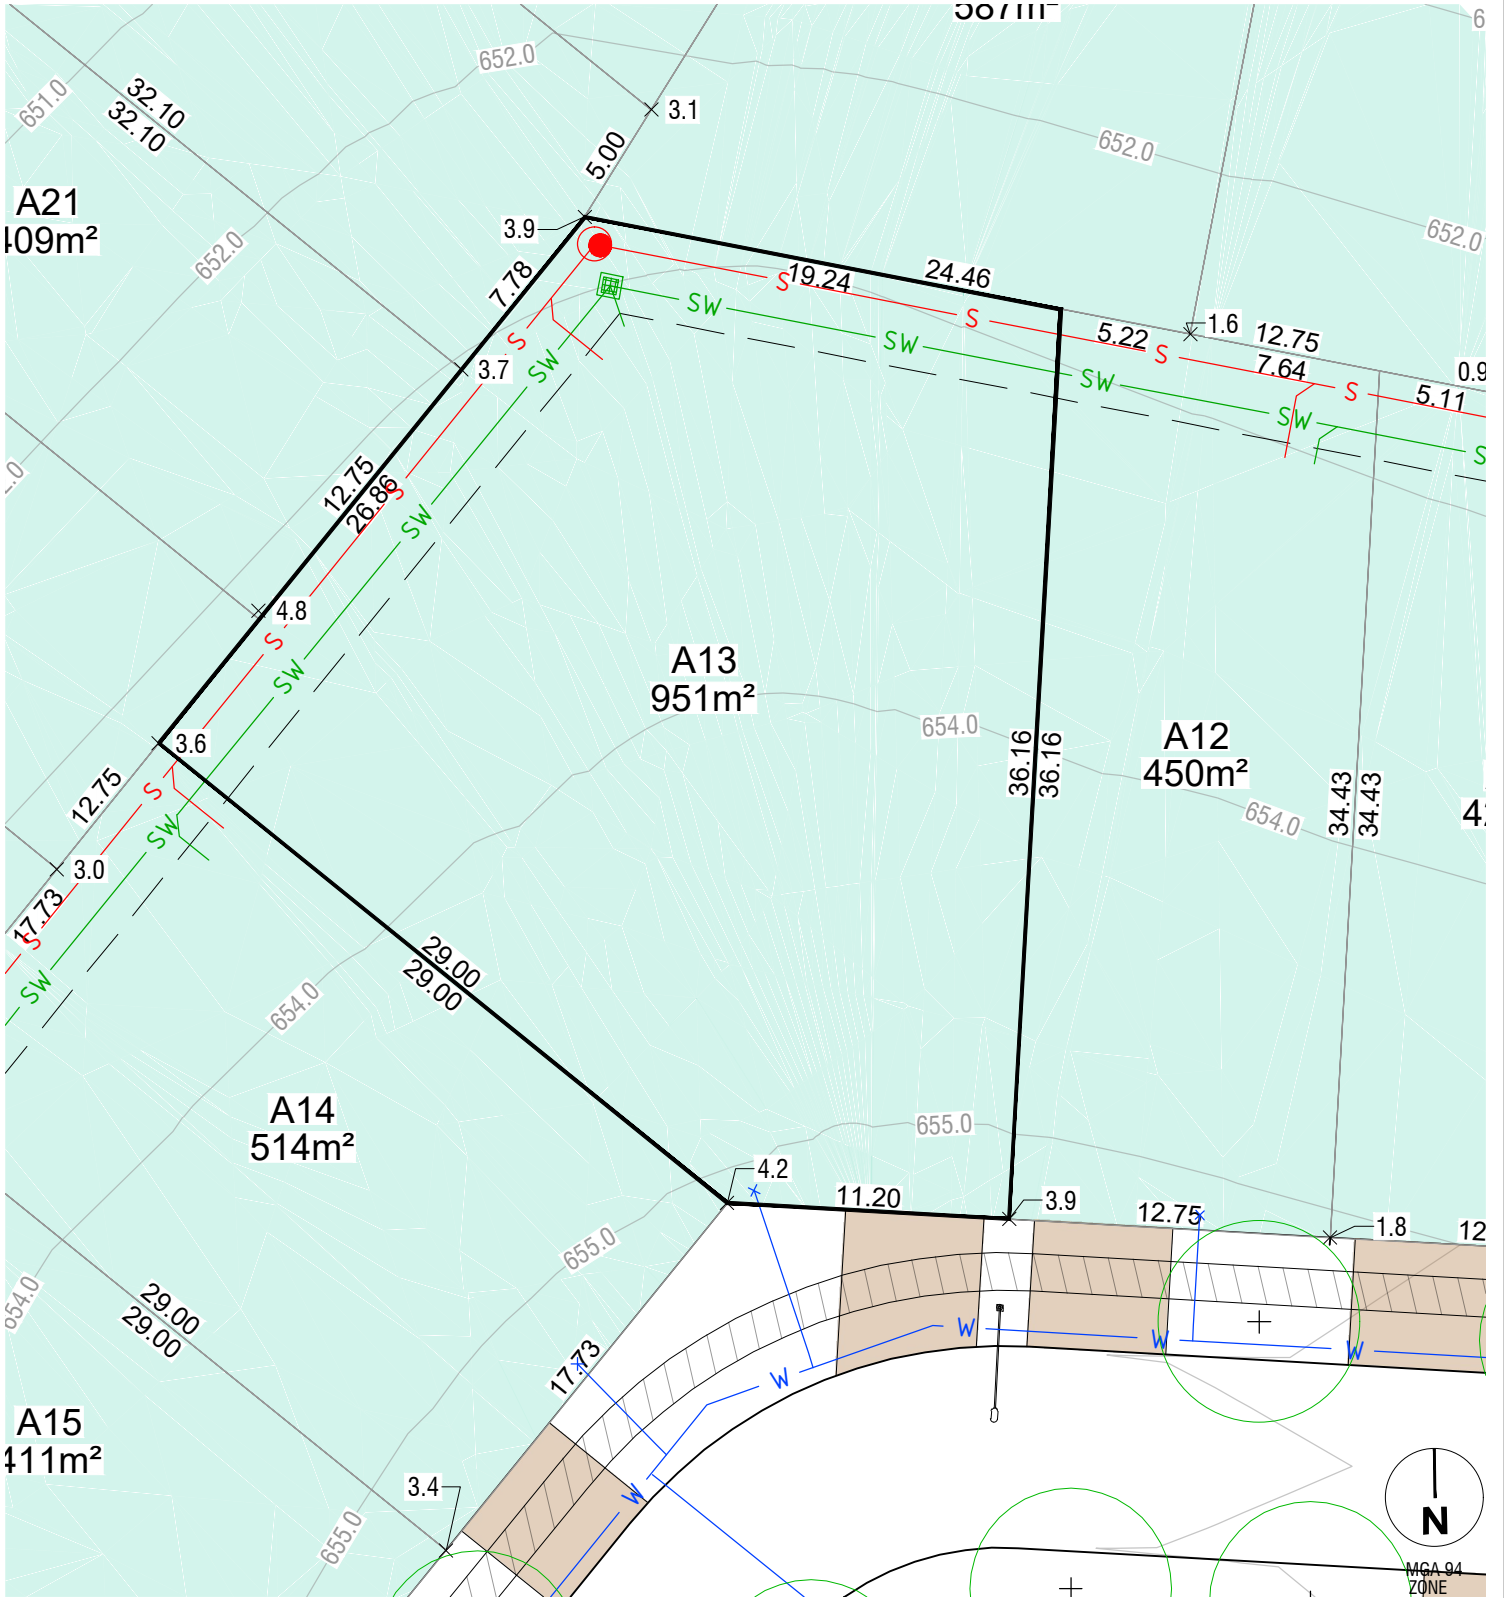 587m²
652.0
651.0
32.10
32.10
3.1
652.0
5.00
A21
409m²
652.0
652.0
3.9
7.78
S
19.24
24.46
SW
S
1.6
12.75
5.22
S
7.64
0.9
S
SW
S
5.11
SW
3.7
SW
SW
S
12.75
26.86
S
SW
4.8
S
SW
A13
951m²
654.0
A12
450m²
36.16
36.16
34.43
34.43
654.0
3.6
12.75
S
SW
3.0
17.73
S
SW
29.00
29.00
654.0
A14
514m²
655.0
4.2
11.20
3.9
12.75
1.8
12
655.0
654.0
29.00
29.00
W
W
W
17.73
W
A15
411m²
3.4
W
655.0
N
MGA 94
ZONE